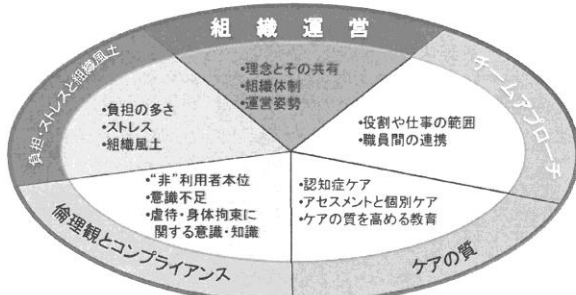 組織運営
・理念とその共有
・組織体制
・運営姿勢
チームアプローチ
・役割や仕事の範囲
・職員間の連携
ケアの質
・認知症ケア
・アセスメントと個別ケア
・ケアの質を高める教育
倫理観とコンプライアンス
・“非”利用者本位
・意識不足
・虐待・身体拘束に
関する意識・知識
負担・ストレスと組織風土
・負担の多さ
・ストレス
・組織風土